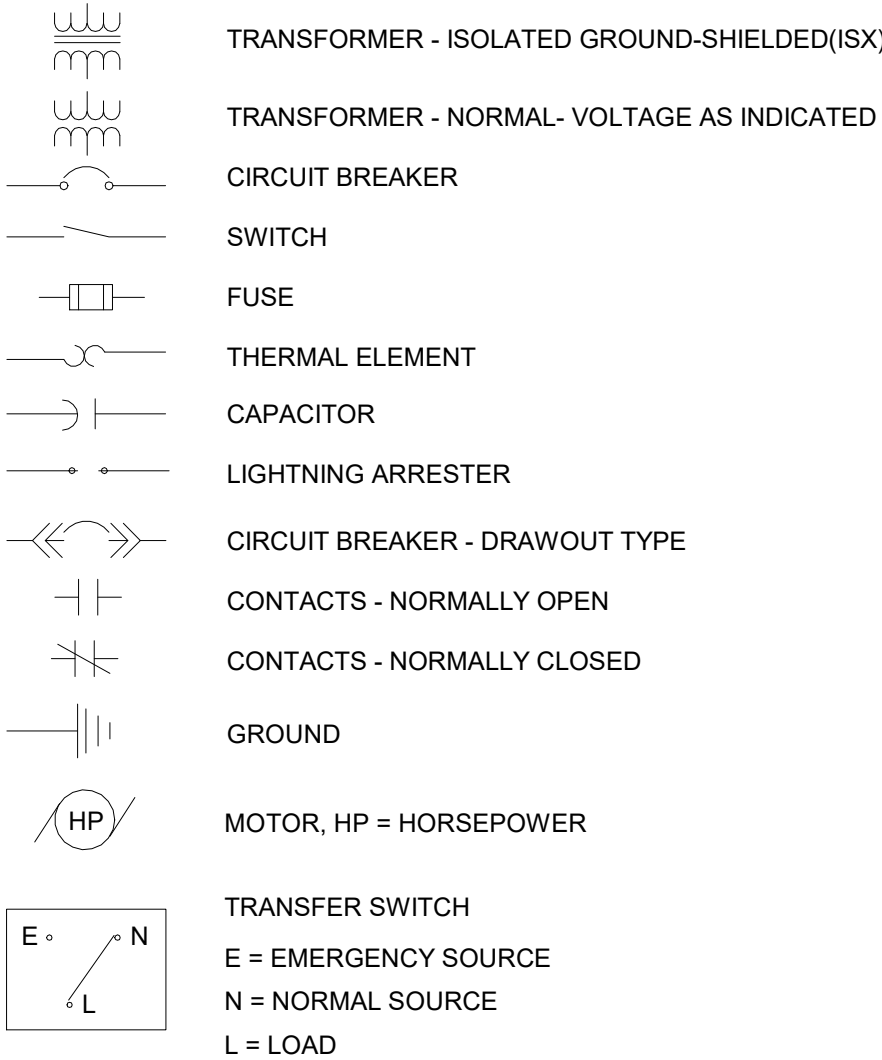 TRANSFORMER - ISOLATED GROUND-SHIELDED(ISX)
TRANSFORMER - NORMAL- VOLTAGE AS INDICATED
CIRCUIT BREAKER
SWITCH
FUSE
THERMAL ELEMENT
CAPACITOR
LIGHTNING ARRESTER
CIRCUIT BREAKER - DRAWOUT TYPE
CONTACTS - NORMALLY OPEN
CONTACTS - NORMALLY CLOSED
GROUND
HP MOTOR, HP = HORSEPOWER
TRANSFER SWITCH
E N
L
E = EMERGENCY SOURCE
N = NORMAL SOURCE
L = LOAD